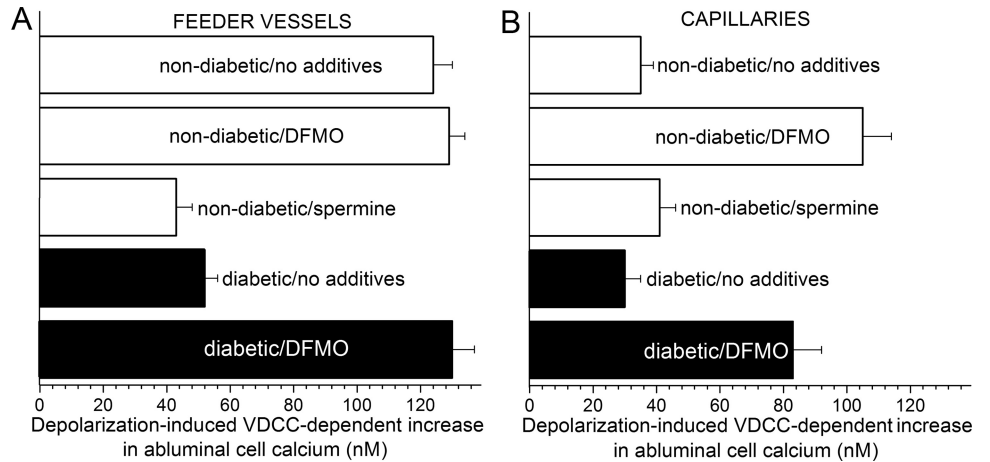 A
FEEDER VESSELS
non-diabetic/no additives
non-diabetic/DFMO
non-diabetic/spermine
diabetic/no additives
diabetic/DFMO
0 20 40 60 80 100 120
Depolarization-induced VDCC-dependent increase
in abluminal cell calcium (nM)
B
CAPILLARIES
non-diabetic/no additives
non-diabetic/DFMO
non-diabetic/spermine
diabetic/no additives
diabetic/DFMO
0 20 40 60 80 100 120
Depolarization-induced VDCC-dependent increase
in abluminal cell calcium (nM)